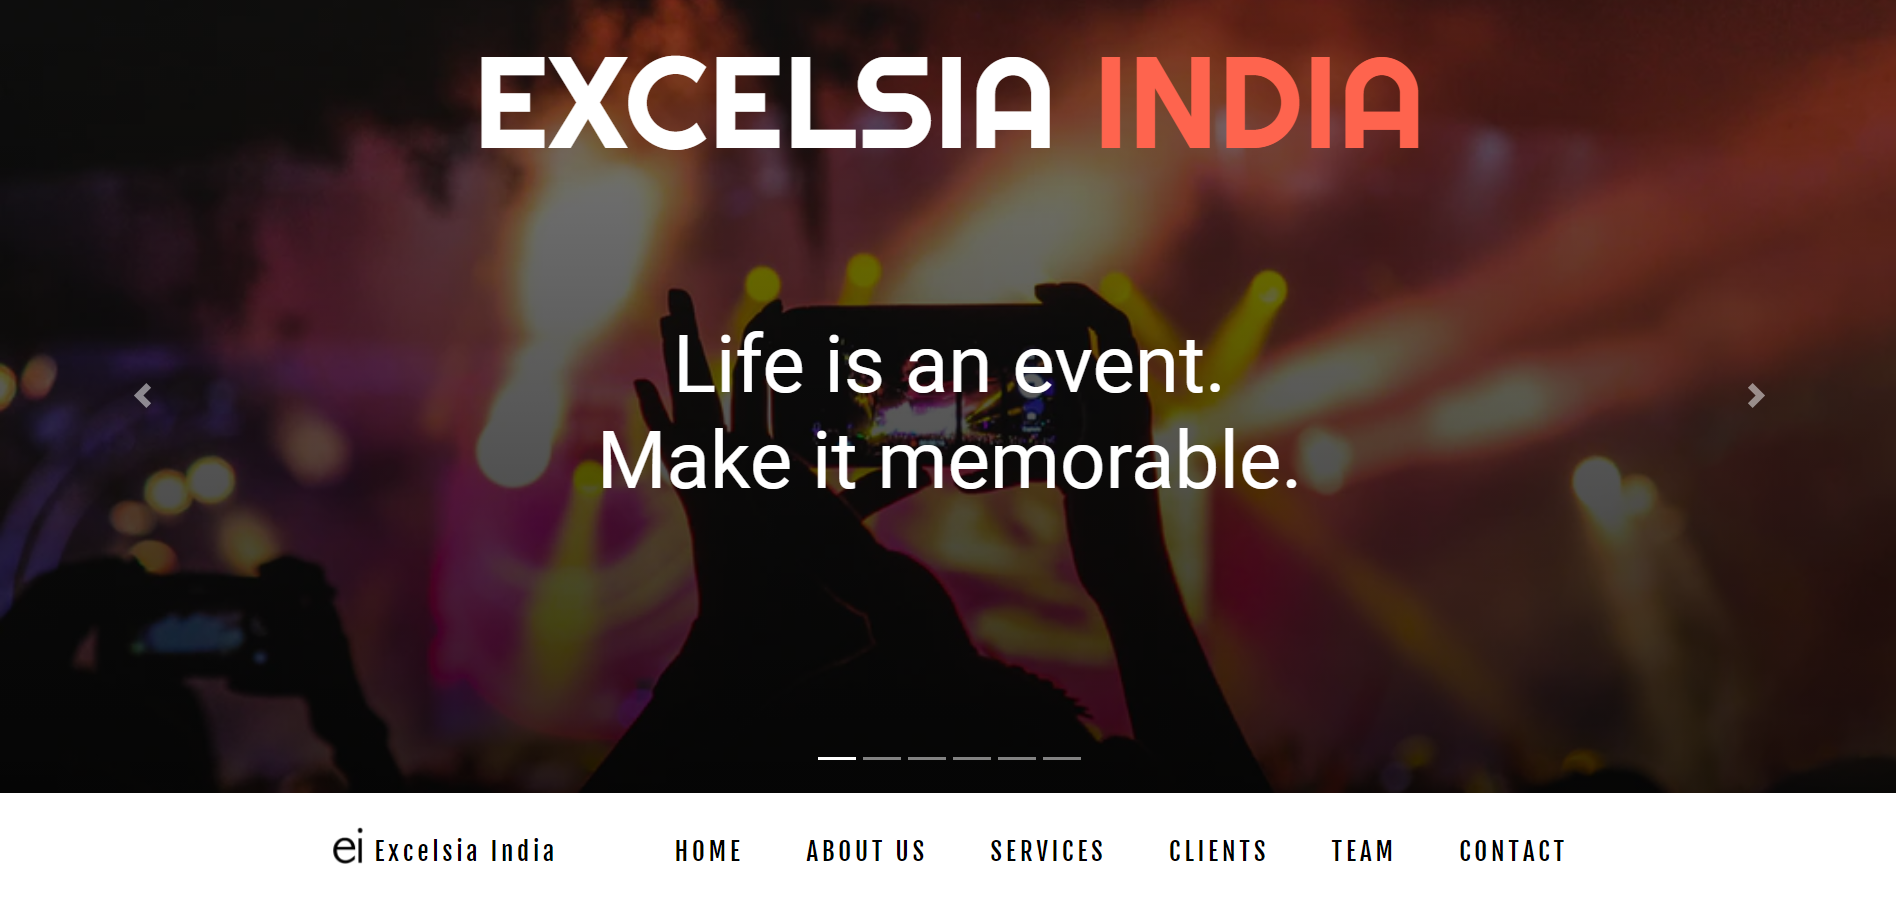 EXCELSIA INDIA
Life is an event.
Make it memorable.
ei Excelsia India HOME ABOUT US SERVICES CLIENTS TEAM CONTACT